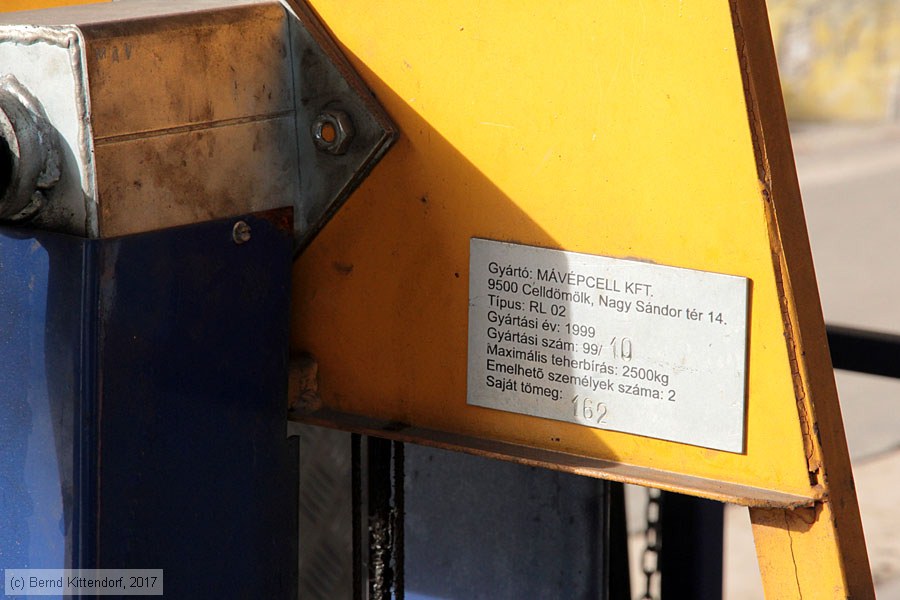 Gyártó: MÁVÉPCELL KFT.
9500 Celldömölk, Nagy Sándor tér 14.
Típus: RL 02
Gyártási év: 1999
Gyártási szám: 99/ 10
Maximális teherbírás: 2500kg
Emelhetõ személyek száma: 2
Saját tömeg: 162
(c) Bernd Kittendorf, 2017